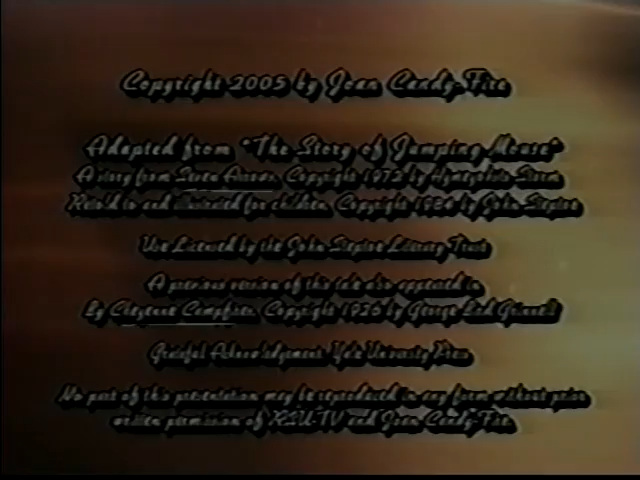 Copyright 2005 by Joan Candy-Fire
Adapted from "The Story of Jumping Mouse"
A story from Seven Arrows. Copyright 1972 by Hyemeyohsts Storm
Retold to and illustrated for children. Copyright 1984 by John Steptoe
Use Licensed by the John Steptoe Literary Trust
A previous version of this tale also appeared in
By Cheyenne Campfires. Copyright 1926 by George Bird Grinnell
Grateful Acknowledgement Yale University Press
No part of this presentation may be reproduced in any form without prior
written permission of RSU-TV and Joan Candy-Fire.